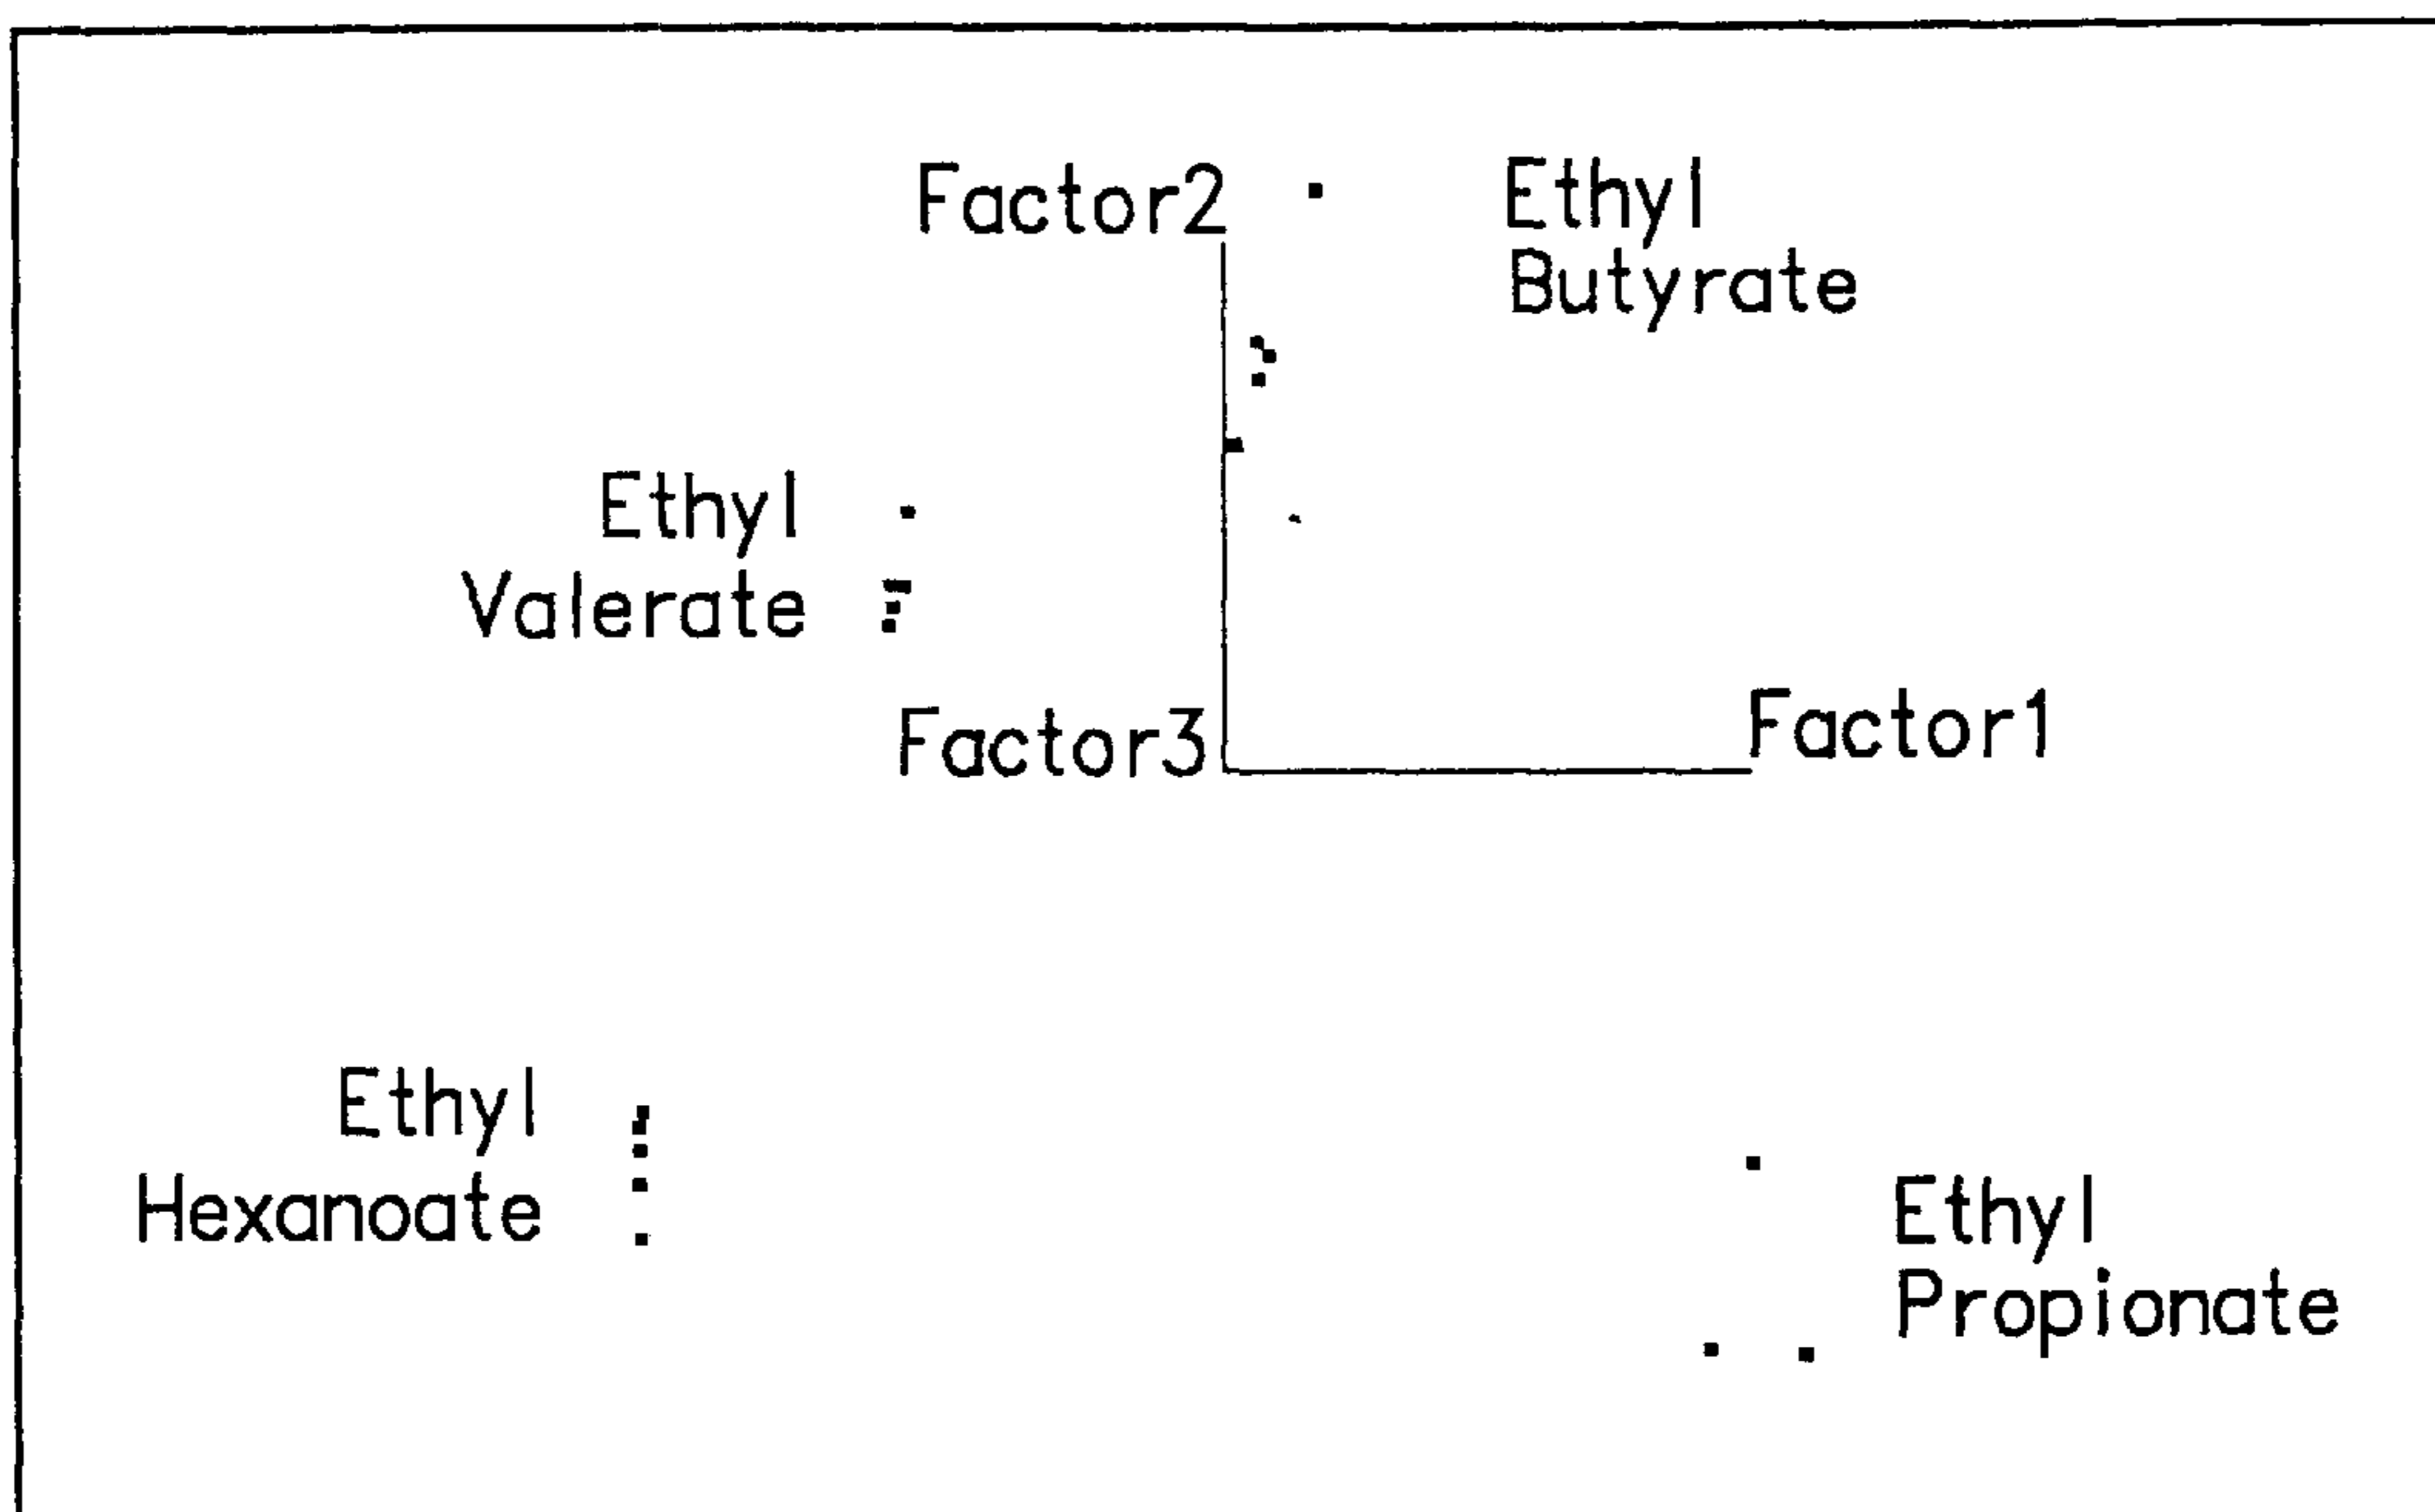 Factor2
Ethyl
Butyrate
Ethyl
Valerate
Factor3
Factor1
Ethyl
Hexanoate
Ethyl
Propionate